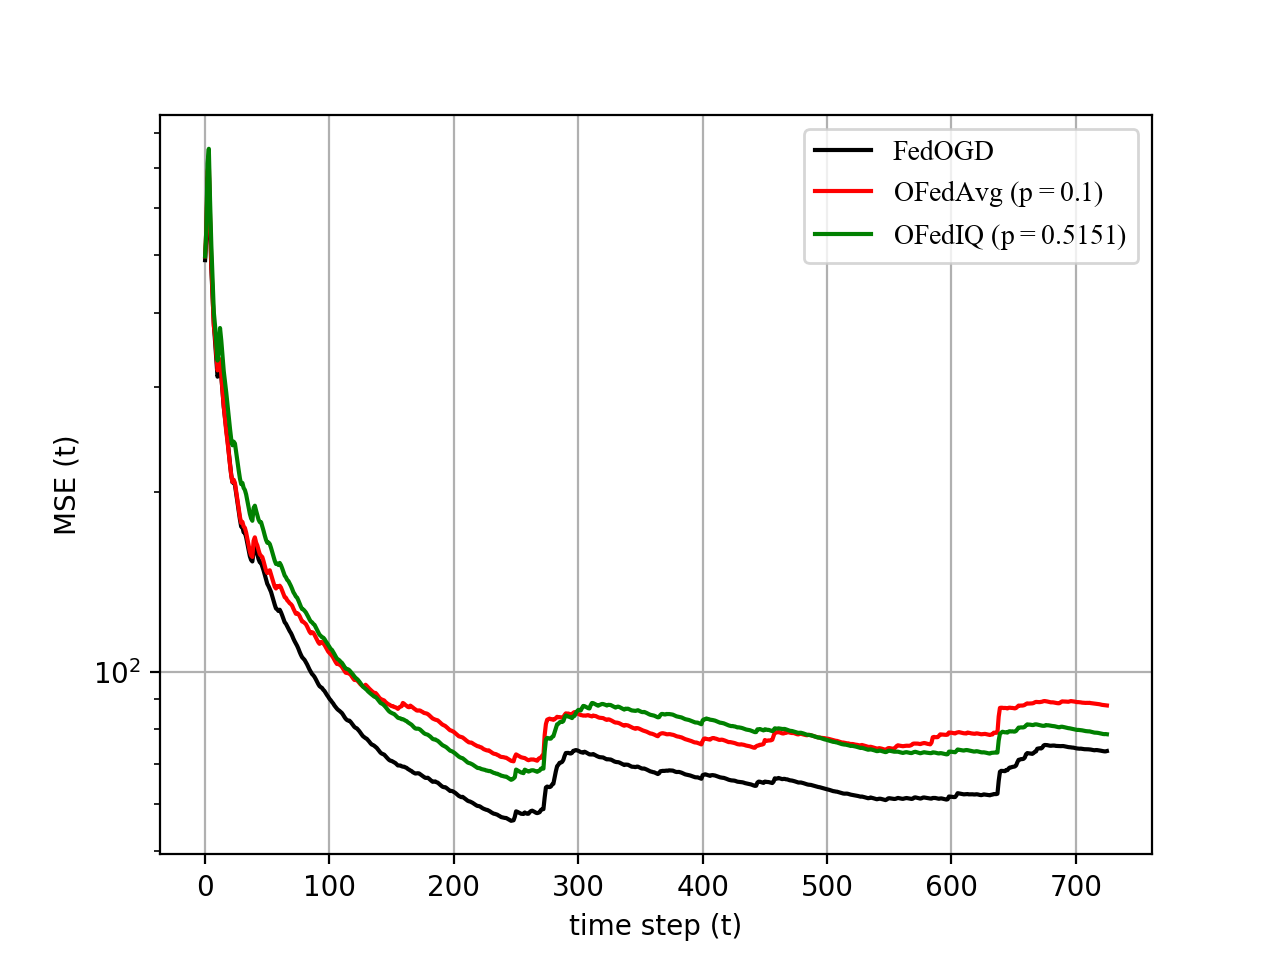 FedOGD
OFedAvg (p = 0.1)
OFedIQ (p = 0.5151)
MSE (t)
10²
0 100 200 300 400 500 600 700
time step (t)